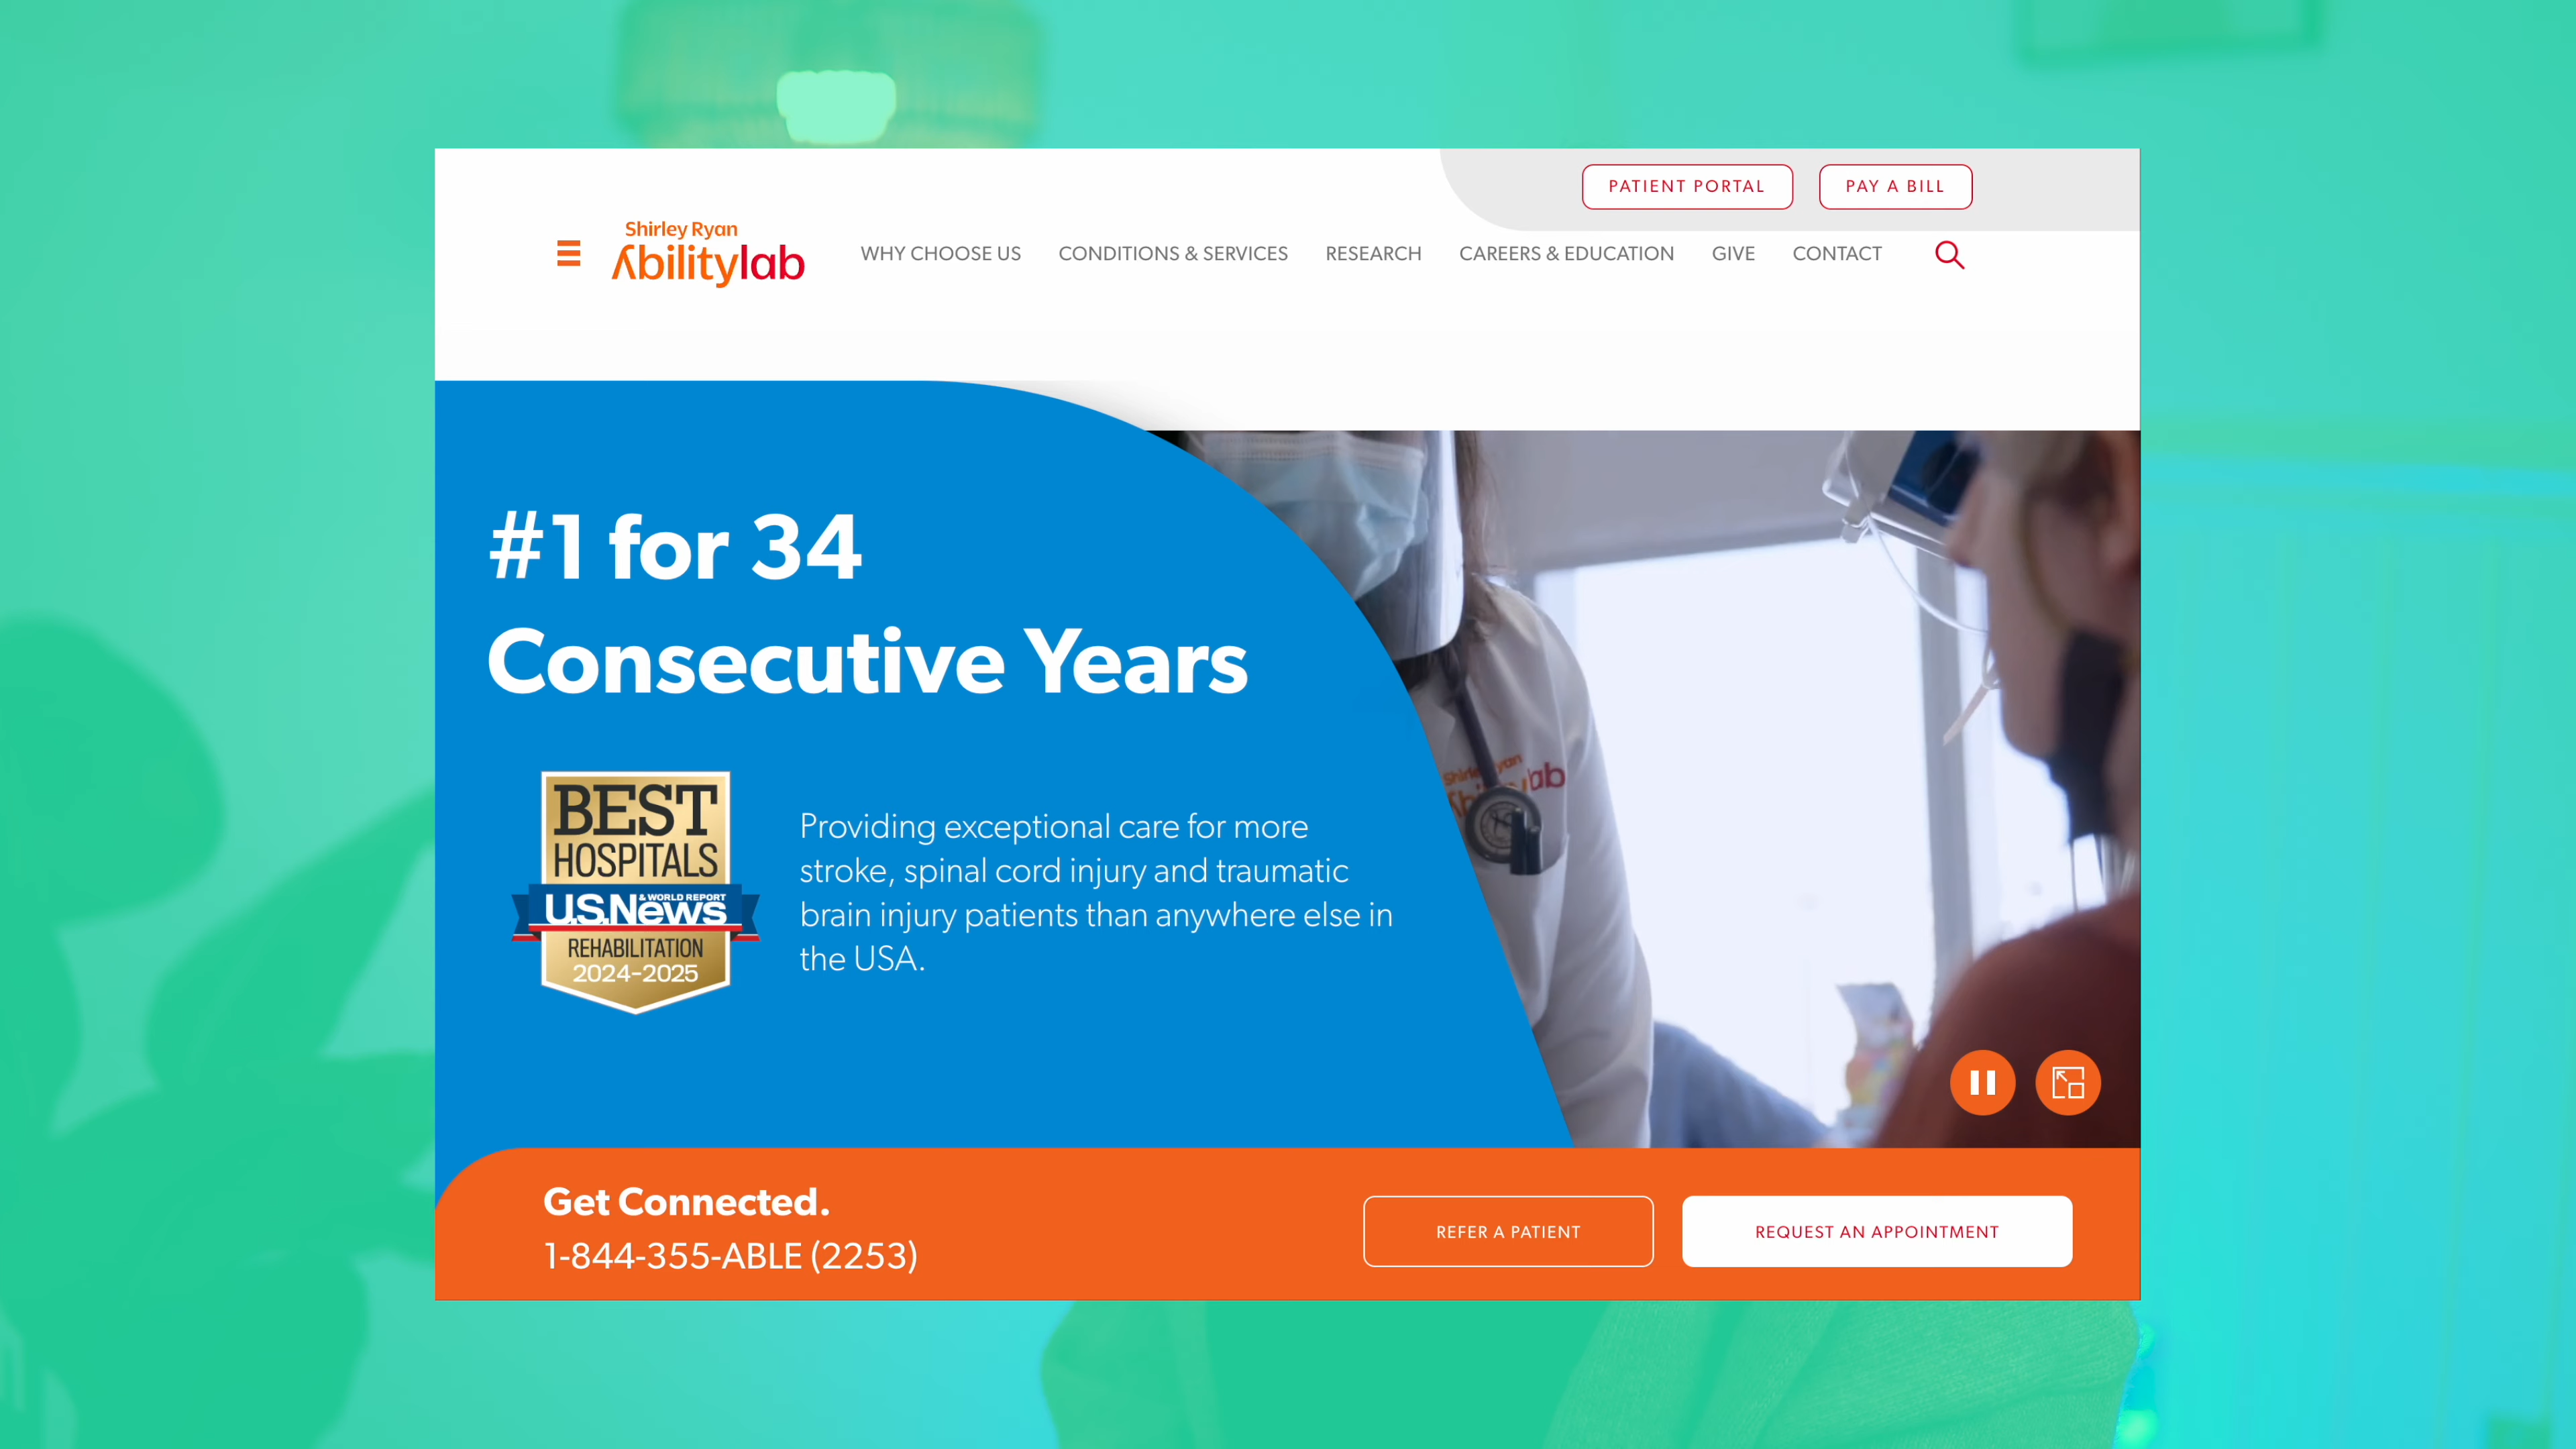 PATIENT PORTAL
PAY A BILL
Shirley Ryan
Abilitylab
WHY CHOOSE US
CONDITIONS & SERVICES
RESEARCH
CAREERS & EDUCATION
GIVE
CONTACT
#1 for 34
Consecutive Years
BEST
HOSPITALS
U.S.News & WORLD REPORT
REHABILITATION
2024-2025
Providing exceptional care for more
stroke, spinal cord injury and traumatic
brain injury patients than anywhere else in
the USA.
Get Connected.
1-844-355-ABLE (2253)
REFER A PATIENT
REQUEST AN APPOINTMENT